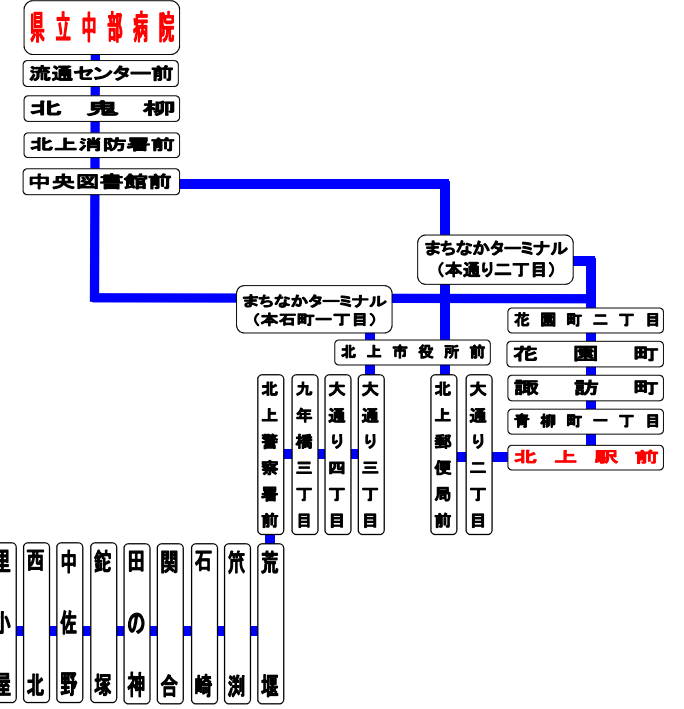 県立中部病院
流通センター前
北鬼柳
北上消防署前
中央図書館前
まちなかターミナル
（本通り二丁目）
まちなかターミナル
（本石町一丁目）
花園町二丁目
北上市役所前
花園町
諏訪町
青柳町一丁目
北上駅前
北上警察署前
九年橋三丁目
大通り四丁目
大通り三丁目
北上郵便局前
大通り二丁目
里小屋
西北
中佐野
鉈塚
田の神
関合
石崎
笊渕
荒堰